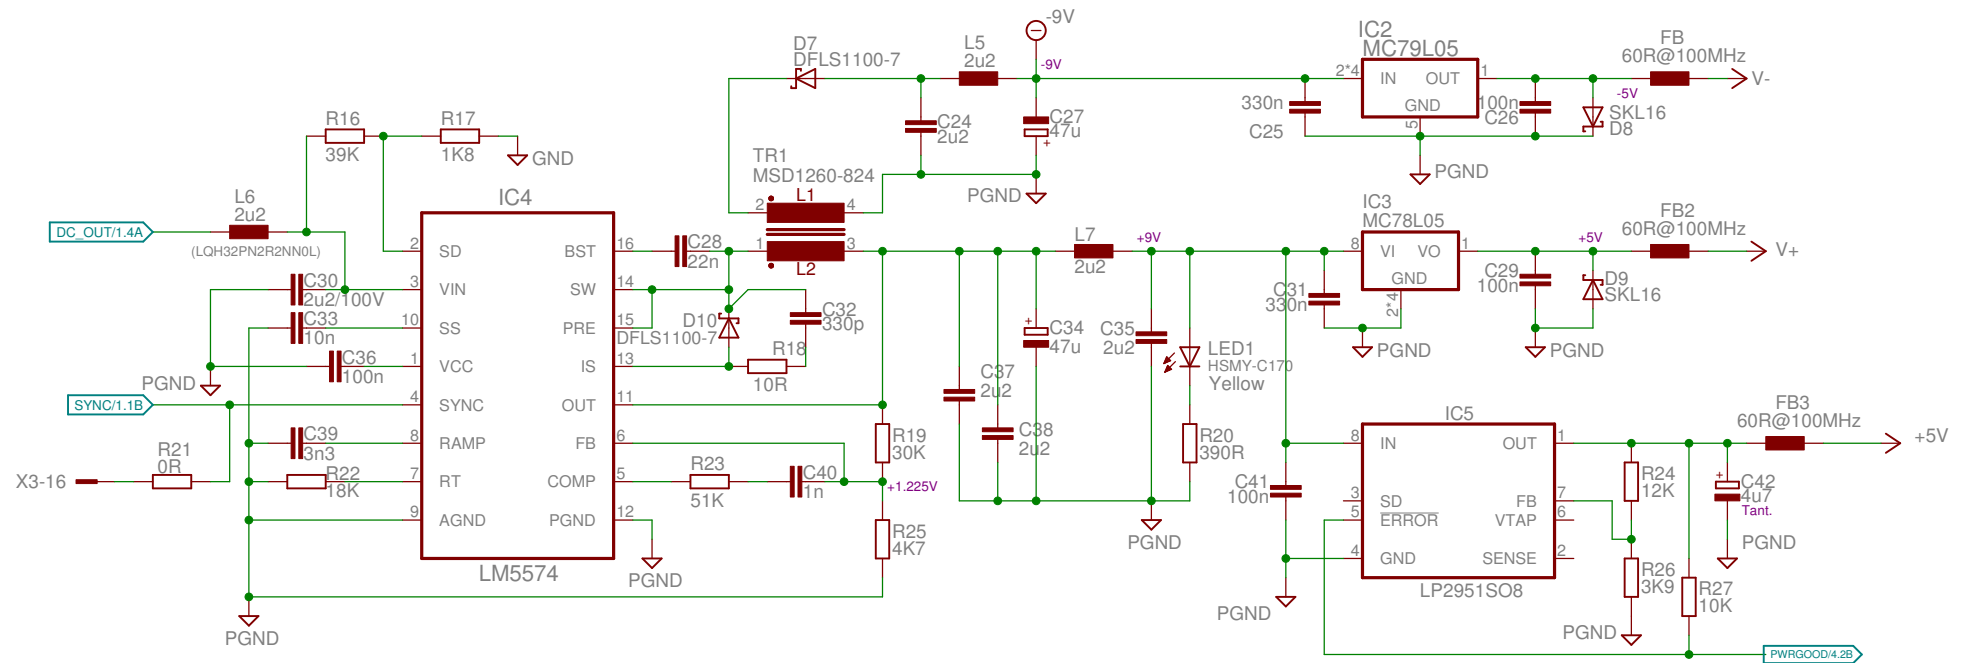 -9V
IC2
MC79L05
FB
60R@100MHz
D7
DFLS1100-7
L5
2u2
-9V
2*4
IN
OUT
1
V-
GND
5
330n
C25
100n
C26
-5V
SKL16
D8
PGND
R16
39K
R17
1K8
GND
C24
2u2
C27
47u
+
PGND
TR1
MSD1260-824
L1
2
4
1
3
L2
L6
2u2
(LQH32PN2R2NN0L)
DC_OUT/1.4A
IC4
2
SD
3
VIN
10
SS
1
VCC
4
SYNC
8
RAMP
7
RT
9
AGND
BST
16
SW
14
PRE
15
IS
13
OUT
11
FB
6
COMP
5
PGND
12
LM5574
C28
22n
C30
2u2/100V
C33
10n
C36
100n
PGND
SYNC/1.1B
C39
3n3
R21
0R
R22
18K
X3-16
PGND
D10
DFLS1100-7
C32
330p
R18
10R
R19
30K
R23
51K
C40
1n
+1.225V
R25
4K7
PGND
L7
2u2
+9V
+
C34
47u
C35
2u2
C37
2u2
C38
2u2
LED1
HSMY-C170
Yellow
R20
390R
PGND
IC3
MC78L05
8
VI
VO
1
GND
2*4
C31
330n
PGND
C29
100n
+5V
D9
SKL16
PGND
FB2
60R@100MHz
V+
IC5
8
IN
OUT
1
3
SD
5
ERROR
4
GND
FB
7
VTAP
6
SENSE
2
LP2951SO8
C41
100n
PGND
FB3
60R@100MHz
+5V
R24
12K
+
C42
4u7
Tant.
PGND
R26
3K9
R27
10K
PGND
PWRGOOD/4.2B